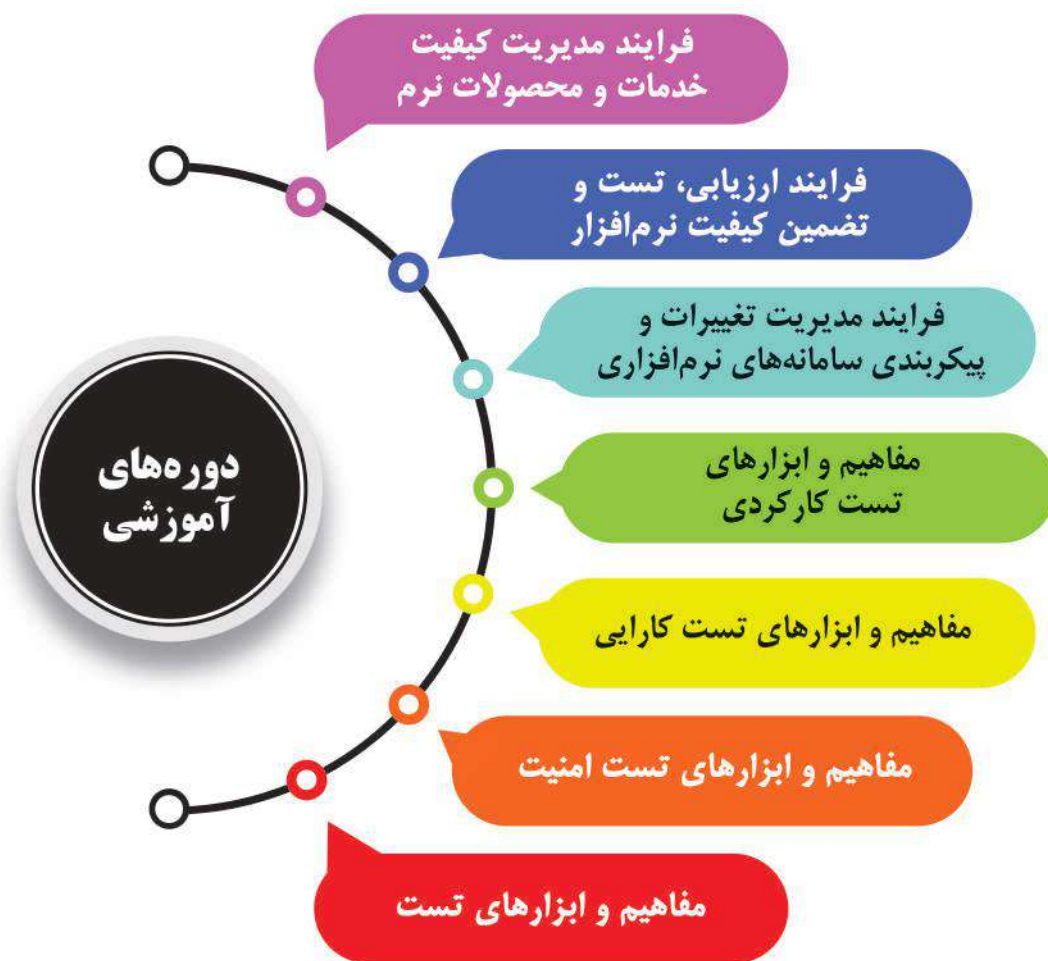 فرایند مدیریت کیفیت
خدمات و محصولات نرم
فرایند ارزیابی، تست و
تضمین کیفیت نرم‌افزار
فرایند مدیریت تغییرات و
پیکربندی سامانه‌های نرم‌افزاری
مفاهیم و ابزارهای
تست کارکردی
مفاهیم و ابزارهای تست کارایی
مفاهیم و ابزارهای تست امنیت
مفاهیم و ابزارهای تست
دوره‌های
آموزشی